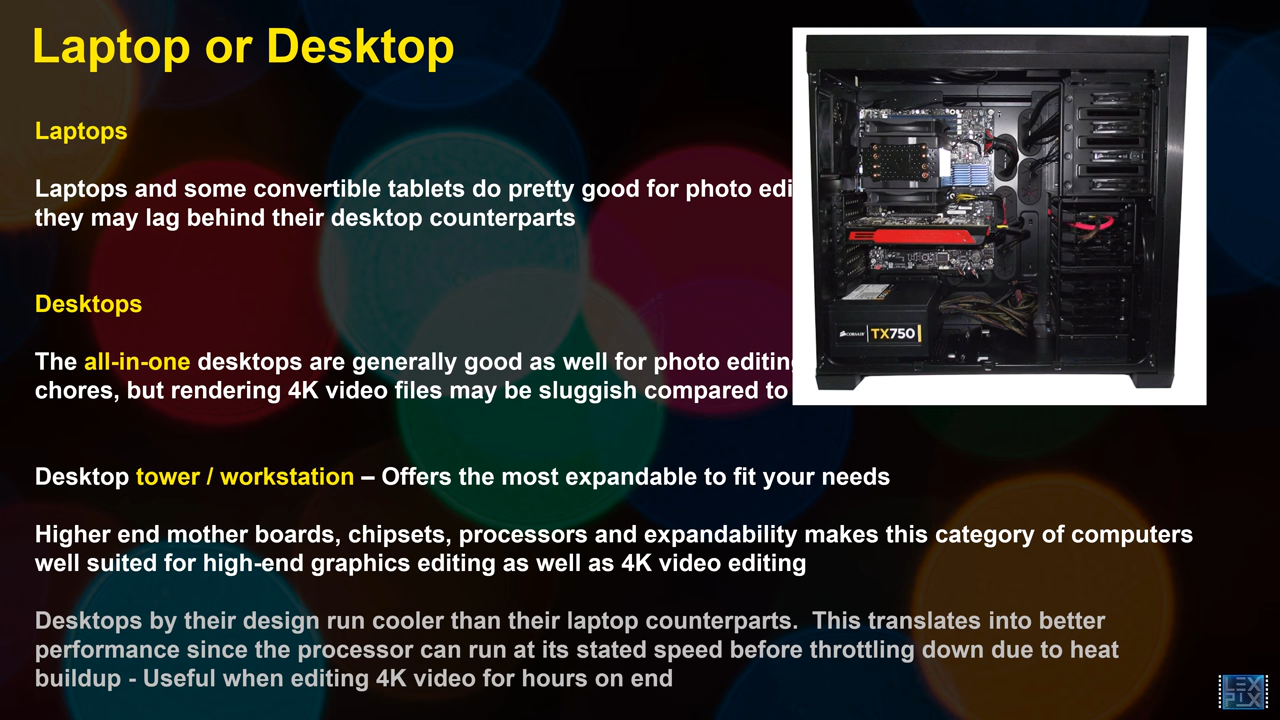 Laptop or Desktop
Laptops
Laptops and some convertible tablets do pretty good for photo edi
they may lag behind their desktop counterparts
Desktops
The all-in-one desktops are generally good as well for photo editing
chores, but rendering 4K video files may be sluggish compared to
CORSAIR TX750
Desktop tower / workstation – Offers the most expandable to fit your needs
Higher end mother boards, chipsets, processors and expandability makes this category of computers
well suited for high-end graphics editing as well as 4K video editing
Desktops by their design run cooler than their laptop counterparts.  This translates into better
performance since the processor can run at its stated speed before throttling down due to heat
buildup - Useful when editing 4K video for hours on end
LEX
PIX